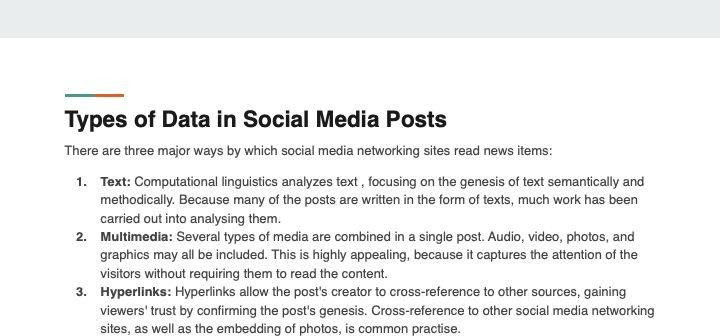 Types of Data in Social Media Posts
There are three major ways by which social media networking sites read news items:
1. Text: Computational linguistics analyzes text , focusing on the genesis of text semantically and
methodically. Because many of the posts are written in the form of texts, much work has been
carried out into analysing them.
2. Multimedia: Several types of media are combined in a single post. Audio, video, photos, and
graphics may all be included. This is highly appealing, because it captures the attention of the
visitors without requiring them to read the content.
3. Hyperlinks: Hyperlinks allow the post's creator to cross-reference to other sources, gaining
viewers' trust by confirming the post's genesis. Cross-reference to other social media networking
sites, as well as the embedding of photos, is common practise.